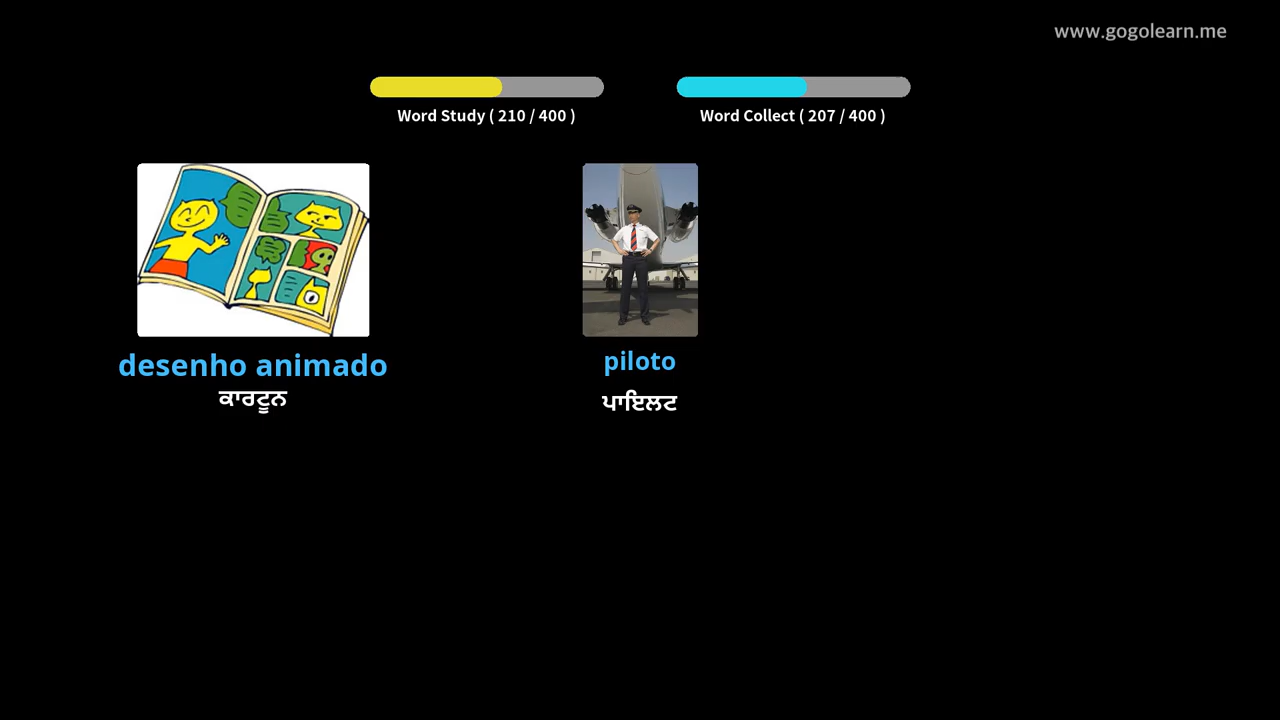 www.gogolearn.me
Word Study ( 210 / 400 )
Word Collect ( 207 / 400 )
desenho animado
ਕਾਰਟੂਨ
piloto
ਪਾਇਲਟ